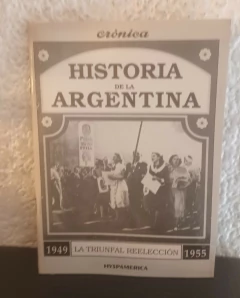 crónica
HISTORIA
DE LA
ARGENTINA
1949 LA TRIUNFAL REELECCIÓN 1955
HYSPAMERICA